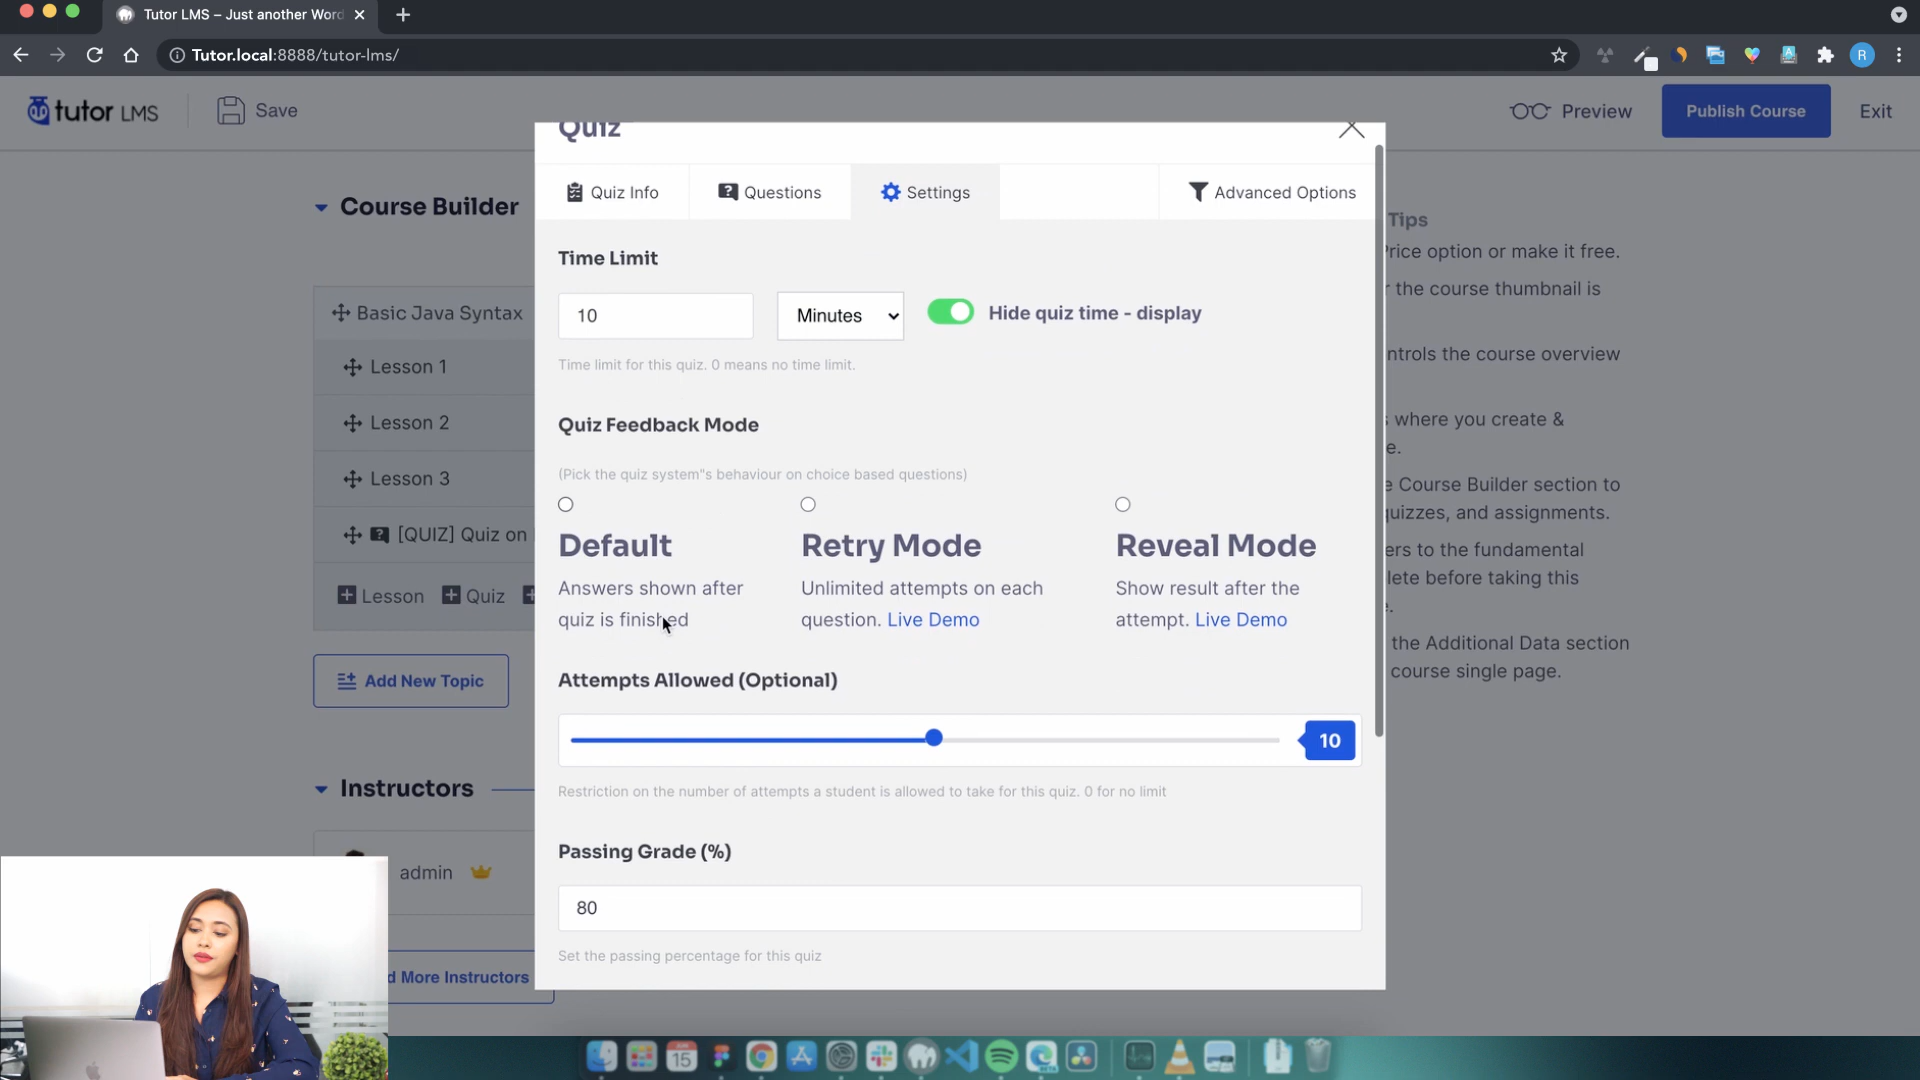 Tutor LMS – Just another Word
Tutor.local:8888/tutor-lms/
R
tutor LMS
Save
Preview
Publish Course
Exit
Course Builder
Basic Java Syntax
Lesson 1
Lesson 2
Lesson 3
[QUIZ] Quiz on
Lesson
Quiz
Add New Topic
Instructors
admin
d More Instructors
Quiz
Quiz Info
Questions
Settings
Advanced Options
Time Limit
10
Minutes
Hide quiz time - display
Time limit for this quiz. 0 means no time limit.
Quiz Feedback Mode
(Pick the quiz system"s behaviour on choice based questions)
Default
Answers shown after
quiz is finished
Retry Mode
Unlimited attempts on each
question. Live Demo
Reveal Mode
Show result after the
attempt. Live Demo
Attempts Allowed (Optional)
10
Restriction on the number of attempts a student is allowed to take for this quiz. 0 for no limit
Passing Grade (%)
80
Set the passing percentage for this quiz
Tips
Price option or make it free.
r the course thumbnail is
ntrols the course overview
s where you create &
e.
e Course Builder section to
quizzes, and assignments.
ers to the fundamental
lete before taking this
e.
the Additional Data section
course single page.
JUN
15